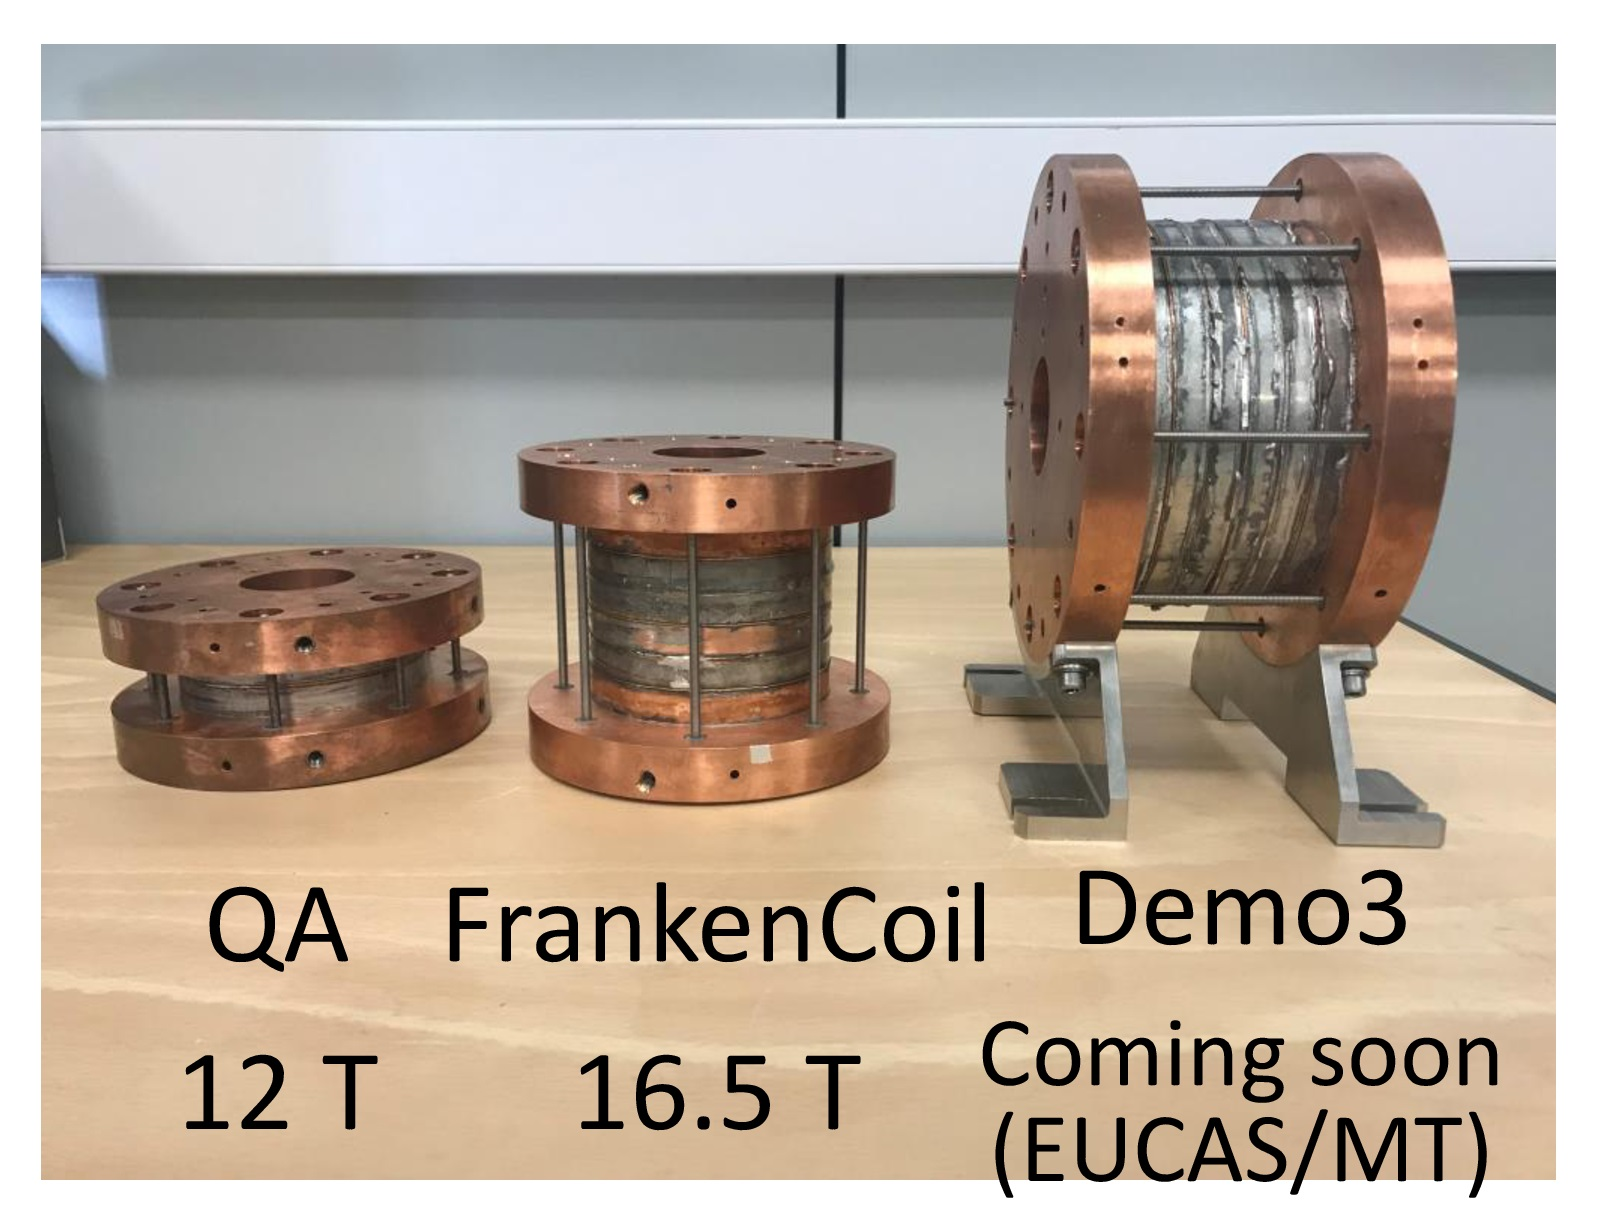 QA
FrankenCoil
Demo3
12 T
16.5 T
Coming soon
(EUCAS/MT)